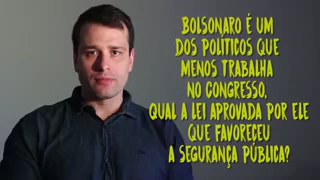 BOLSONARO É UM
DOS POLÍTICOS QUE
MENOS TRABALHA
NO CONGRESSO,
QUAL A LEI APROVADA POR ELE
QUE FAVORECEU
A SEGURANÇA PÚBLICA?